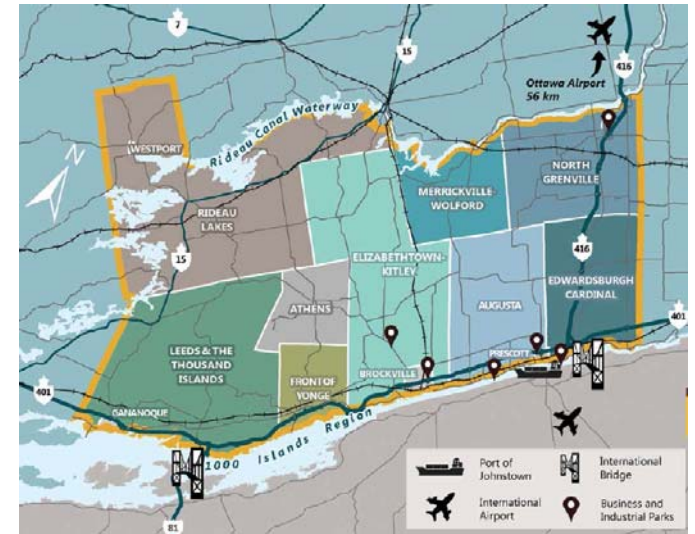 7
15
416
Ottawa Airport
56 km
Rideau Canal Waterway
WESTPORT
N
NORTH
GRENVILLE
MERRICKVILLE-
WOLFORD
RIDEAU
LAKES
15
416
ELIZABETHTOWN-
KITLEY
EDWARDSBURGH
CARDINAL
ATHENS
AUGUSTA
401
LEEDS & THE
THOUSAND
ISLANDS
PRESCOTT
FRONT OF
YONGE
BROCKVILLE
401
GANANOQUE
1000 Islands Region
81
Port of
Johnstown
International
Bridge
International
Airport
Business and
Industrial Parks